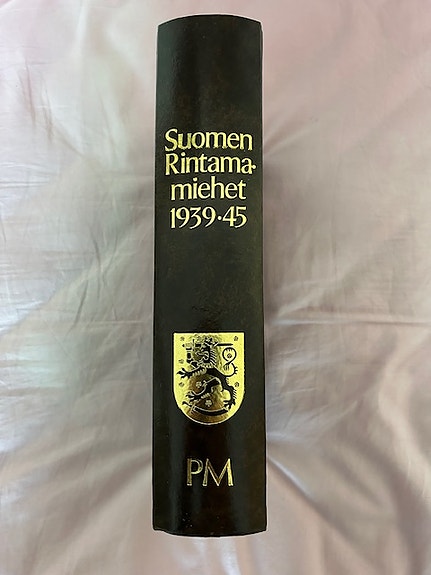 Suomen
Rintama-
miehet
1939·45
PM